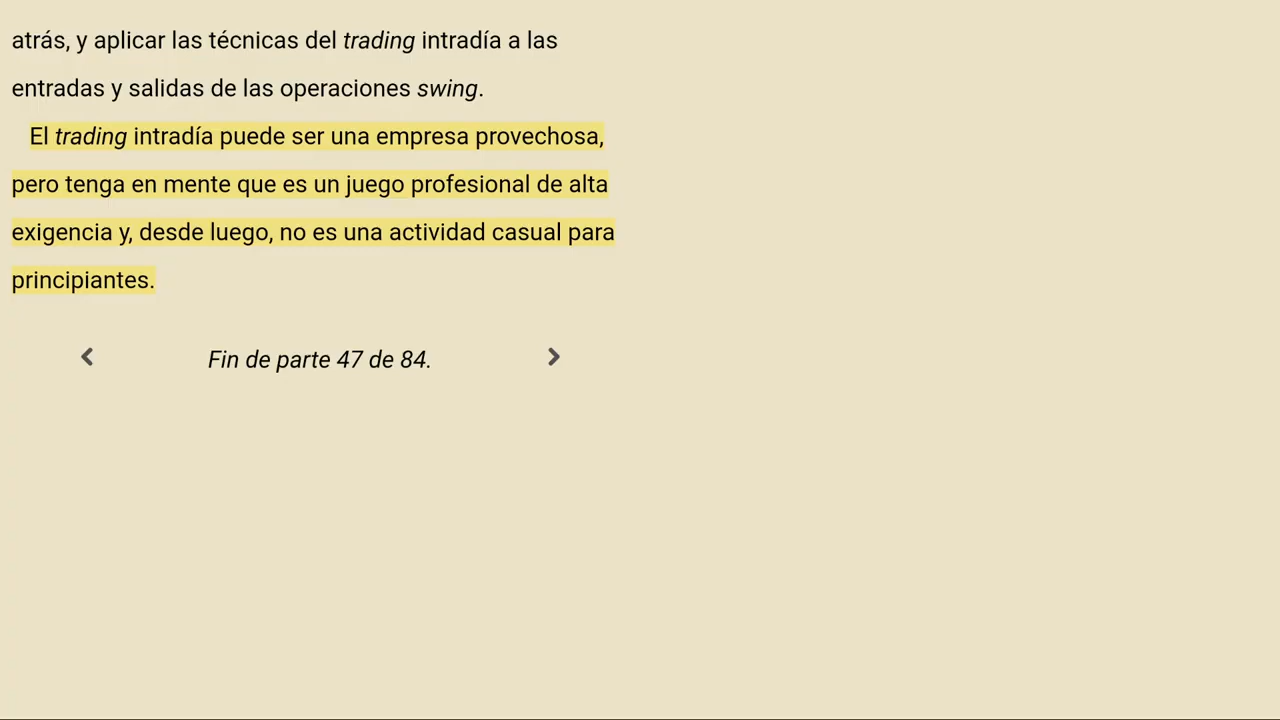 atrás, y aplicar las técnicas del trading intradía a las
entradas y salidas de las operaciones swing.
El trading intradía puede ser una empresa provechosa,
pero tenga en mente que es un juego profesional de alta
exigencia y, desde luego, no es una actividad casual para
principiantes.
Fin de parte 47 de 84.